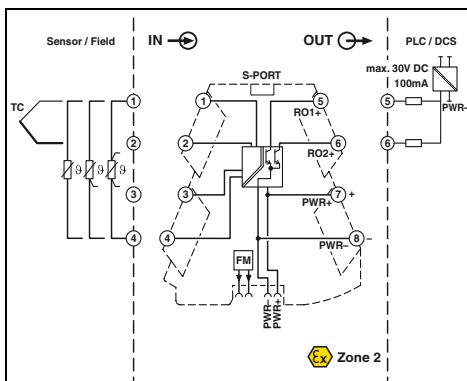 Sensor / Field
IN
OUT
PLC / DCS
S-PORT
max. 30V DC
100mA
PWR-
TC
1
2
3
4
ϑ ϑ ϑ
1
2
3
4
5
RO1+
6
RO2+
7 +
PWR+
8 –
PWR–
5
6
FM
PWR–
PWR+
Ex Zone 2